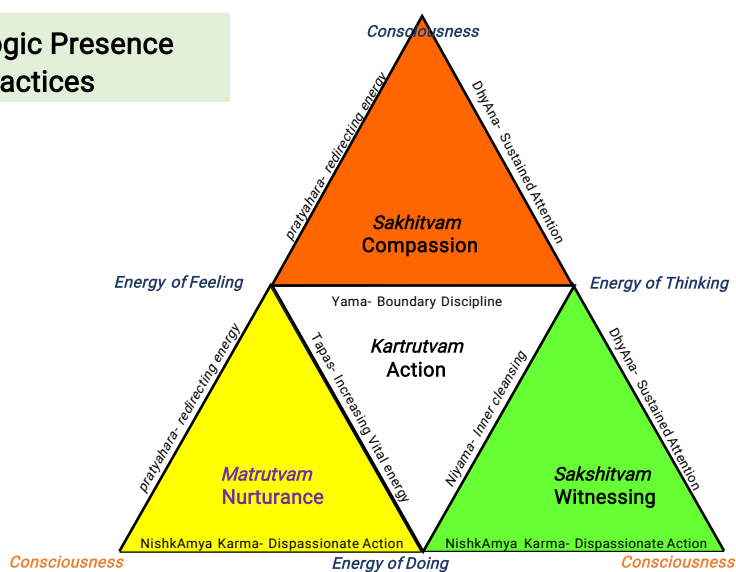 ogic Presence
actices
Consciousness
pratyahara- redirecting energy
DhyAna- Sustained Attention
Sakhitvam
Compassion
Energy of Feeling
Energy of Thinking
Yama- Boundary Discipline
Kartrutvam
Action
pratyahara- redirecting energy
Tapas- Increasing Vital energy
Niyama- Inner cleansing
DhyAna- Sustained Attention
Matrutvam
Nurturance
Sakshitvam
Witnessing
NishkAmya Karma- Dispassionate Action
NishkAmya Karma- Dispassionate Action
Consciousness
Energy of Doing
Consciousness